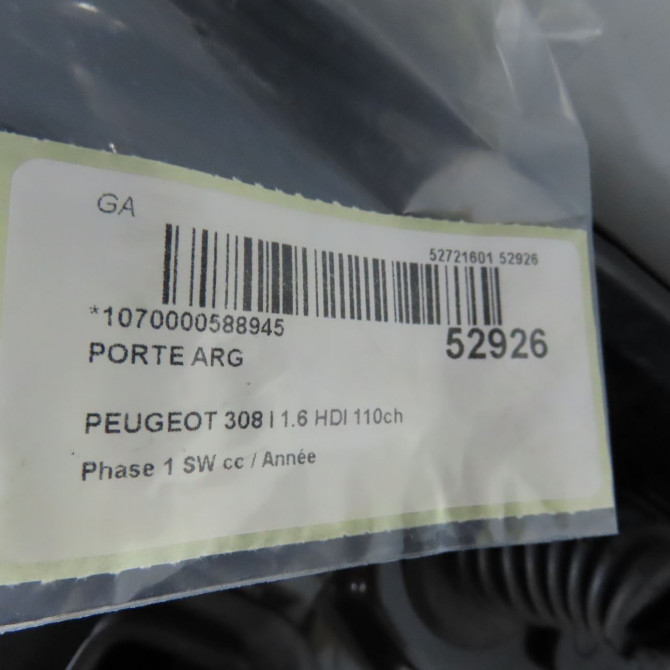 GA
52721601 52926
*1070000588945
52926
PORTE ARG
PEUGEOT 308 I 1.6 HDI 110ch
Phase 1 SW cc / Année